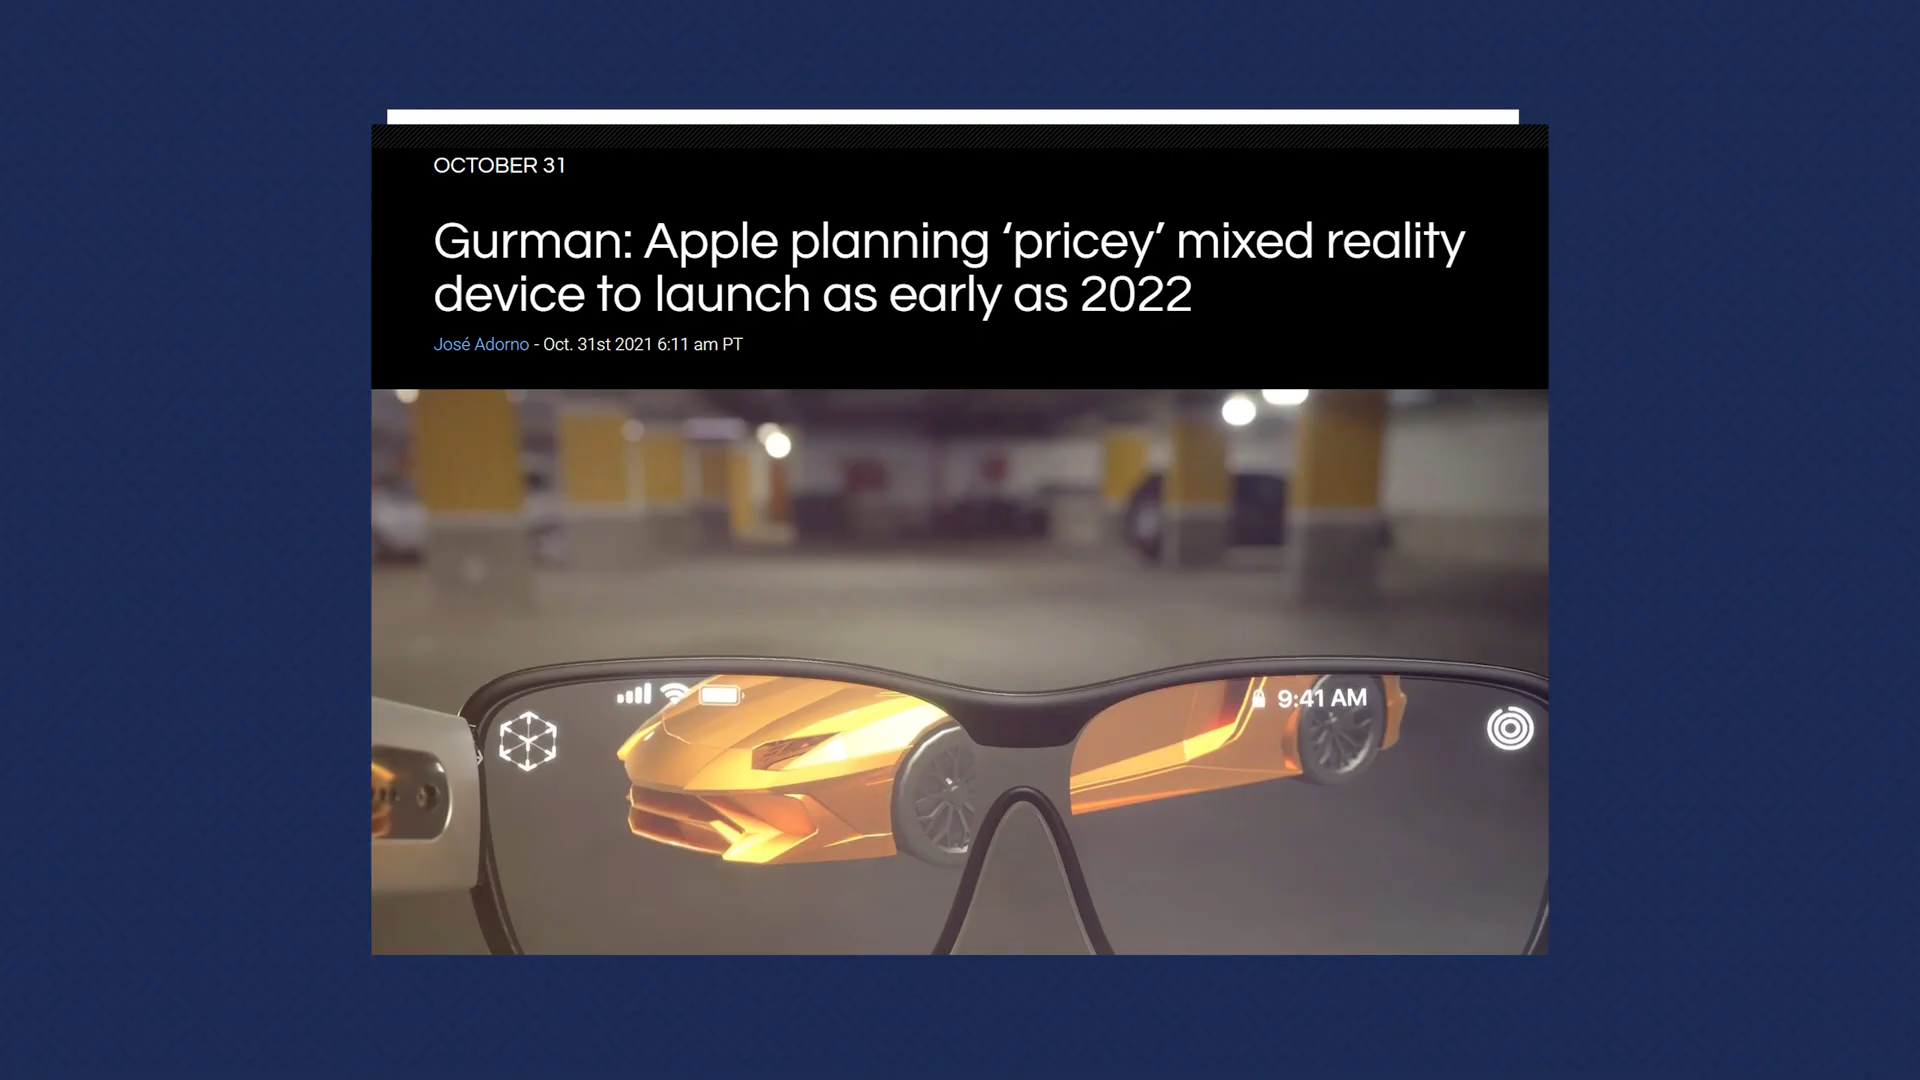 OCTOBER 31
Gurman: Apple planning ‘pricey’ mixed reality
device to launch as early as 2022
José Adorno - Oct. 31st 2021 6:11 am PT
9:41 AM